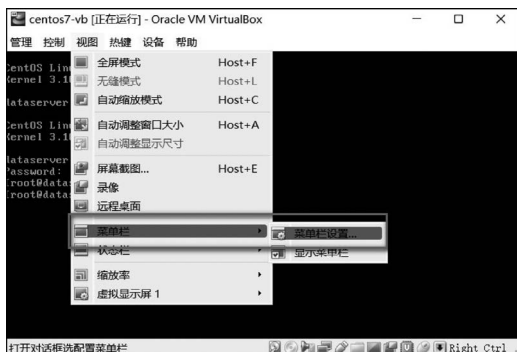 centos7-vb [正在运行] - Oracle VM VirtualBox
管理 控制 视图 热键 设备 帮助
全屏模式 Host+F
无缝模式 Host+L
自动缩放模式 Host+C
自动调整窗口大小 Host+A
自动调整显示尺寸
屏幕截图... Host+E
录像
远程桌面
菜单栏
菜单栏设置...
状态栏
显示菜单栏
缩放率
虚拟显示屏 1
CentOS Lin
Kernel 3.1
dataserver
CentOS Lin
Kernel 3.1
dataserver
Password:
[root@data
[root@data
打开对话框选配置菜单栏
Right Ctrl